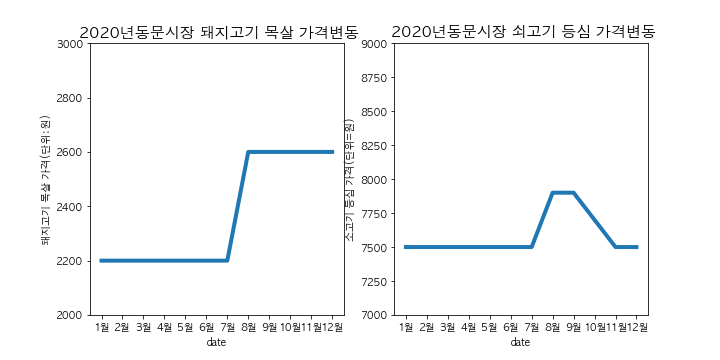 2020년동문시장 돼지고기 목살 가격변동
3000
2800
2600
2400
2200
2000
돼지고기 목살 가격(단위:원)
1월 2월 3월 4월 5월 6월 7월 8월 9월 10월 11월 12월
date
2020년동문시장 쇠고기 등심 가격변동
9000
8750
8500
8250
8000
7750
7500
7250
7000
소고기 등심 가격(단위=원)
1월 2월 3월 4월 5월 6월 7월 8월 9월 10월 11월 12월
date